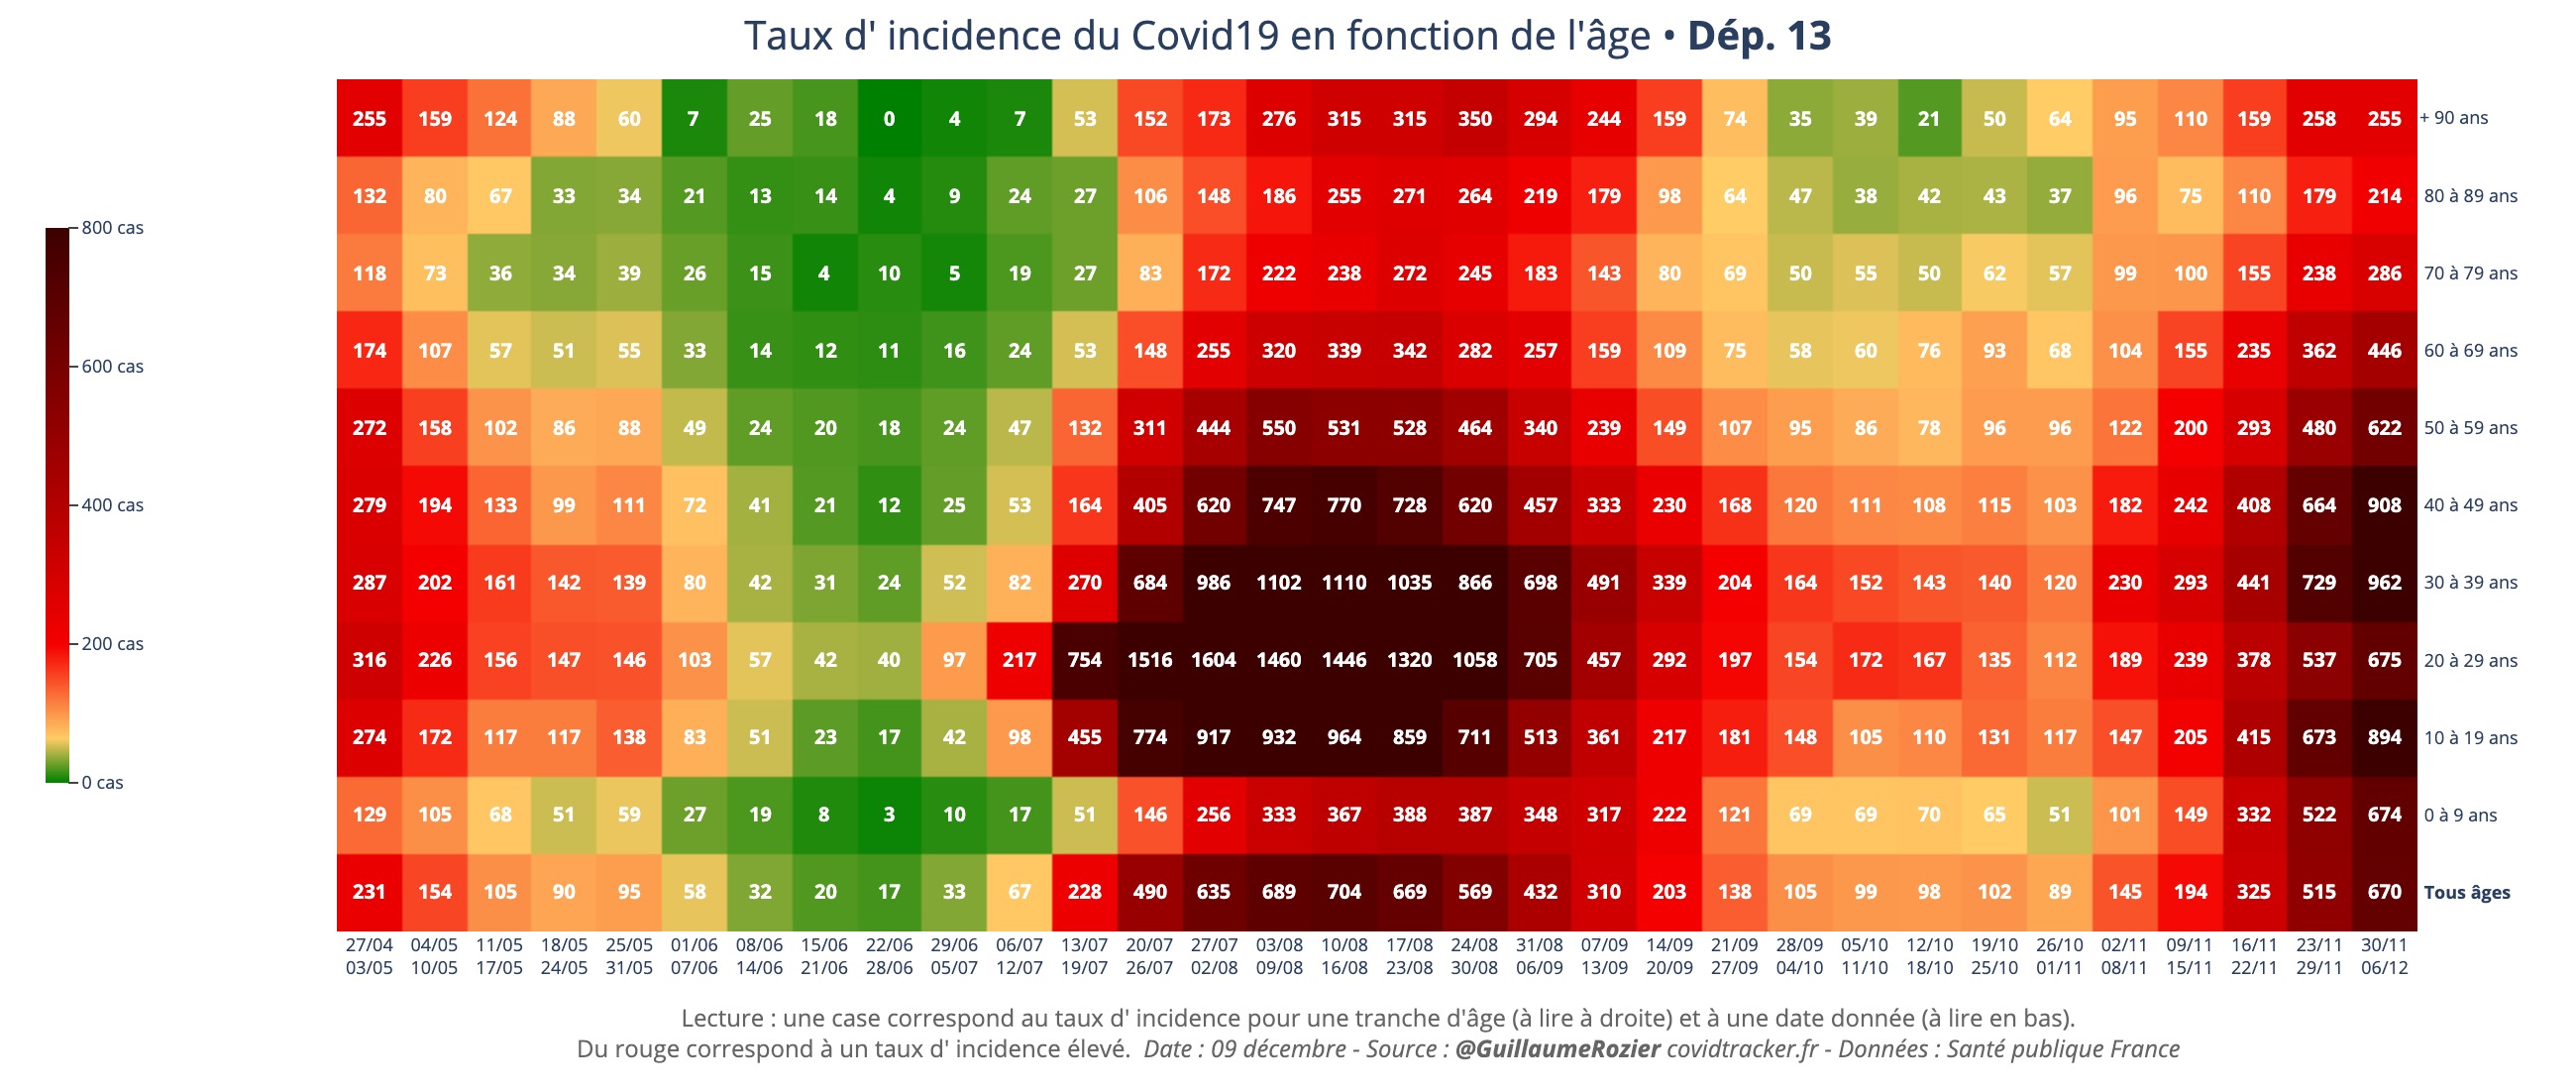 Taux d' incidence du Covid19 en fonction de l'âge • Dép. 13
800 cas
600 cas
400 cas
200 cas
0 cas
255 159 124 88 60 7 25 18 0 4 7 53 152 173 276 315 315 350 294 244 159 74 35 39 21 50 64 95 110 159 258 255 + 90 ans
132 80 67 33 34 21 13 14 4 9 24 27 106 148 186 255 271 264 219 179 98 64 47 38 42 43 37 96 75 110 179 214 80 à 89 ans
118 73 36 34 39 26 15 4 10 5 19 27 83 172 222 238 272 245 183 143 80 69 50 55 50 62 57 99 100 155 238 286 70 à 79 ans
174 107 57 51 55 33 14 12 11 16 24 53 148 255 320 339 342 282 257 159 109 75 58 60 76 93 68 104 155 235 362 446 60 à 69 ans
272 158 102 86 88 49 24 20 18 24 47 132 311 444 550 531 528 464 340 239 149 107 95 86 78 96 96 122 200 293 480 622 50 à 59 ans
279 194 133 99 111 72 41 21 12 25 53 164 405 620 747 770 728 620 457 333 230 168 120 111 108 115 103 182 242 408 664 908 40 à 49 ans
287 202 161 142 139 80 42 31 24 52 82 270 684 986 1102 1110 1035 866 698 491 339 204 164 152 143 140 120 230 293 441 729 962 30 à 39 ans
316 226 156 147 146 103 57 42 40 97 217 754 1516 1604 1460 1446 1320 1058 705 457 292 197 154 172 167 135 112 189 239 378 537 675 20 à 29 ans
274 172 117 117 138 83 51 23 17 42 98 455 774 917 932 964 859 711 513 361 217 181 148 105 110 131 117 147 205 415 673 894 10 à 19 ans
129 105 68 51 59 27 19 8 3 10 17 51 146 256 333 367 388 387 348 317 222 121 69 69 70 65 51 101 149 332 522 674 0 à 9 ans
231 154 105 90 95 58 32 20 17 33 67 228 490 635 689 704 669 569 432 310 203 138 105 99 98 102 89 145 194 325 515 670 Tous âges
27/04 04/05 11/05 18/05 25/05 01/06 08/06 15/06 22/06 29/06 06/07 13/07 20/07 27/07 03/08 10/08 17/08 24/08 31/08 07/09 14/09 21/09 28/09 05/10 12/10 19/10 26/10 02/11 09/11 16/11 23/11 30/11
03/05 10/05 17/05 24/05 31/05 07/06 14/06 21/06 28/06 05/07 12/07 19/07 26/07 02/08 09/08 16/08 23/08 30/08 06/09 13/09 20/09 27/09 04/10 11/10 18/10 25/10 01/11 08/11 15/11 22/11 29/11 06/12
Lecture : une case correspond au taux d' incidence pour une tranche d'âge (à lire à droite) et à une date donnée (à lire en bas).
Du rouge correspond à un taux d' incidence élevé. Date : 09 décembre - Source : @GuillaumeRozier covidtracker.fr - Données : Santé publique France